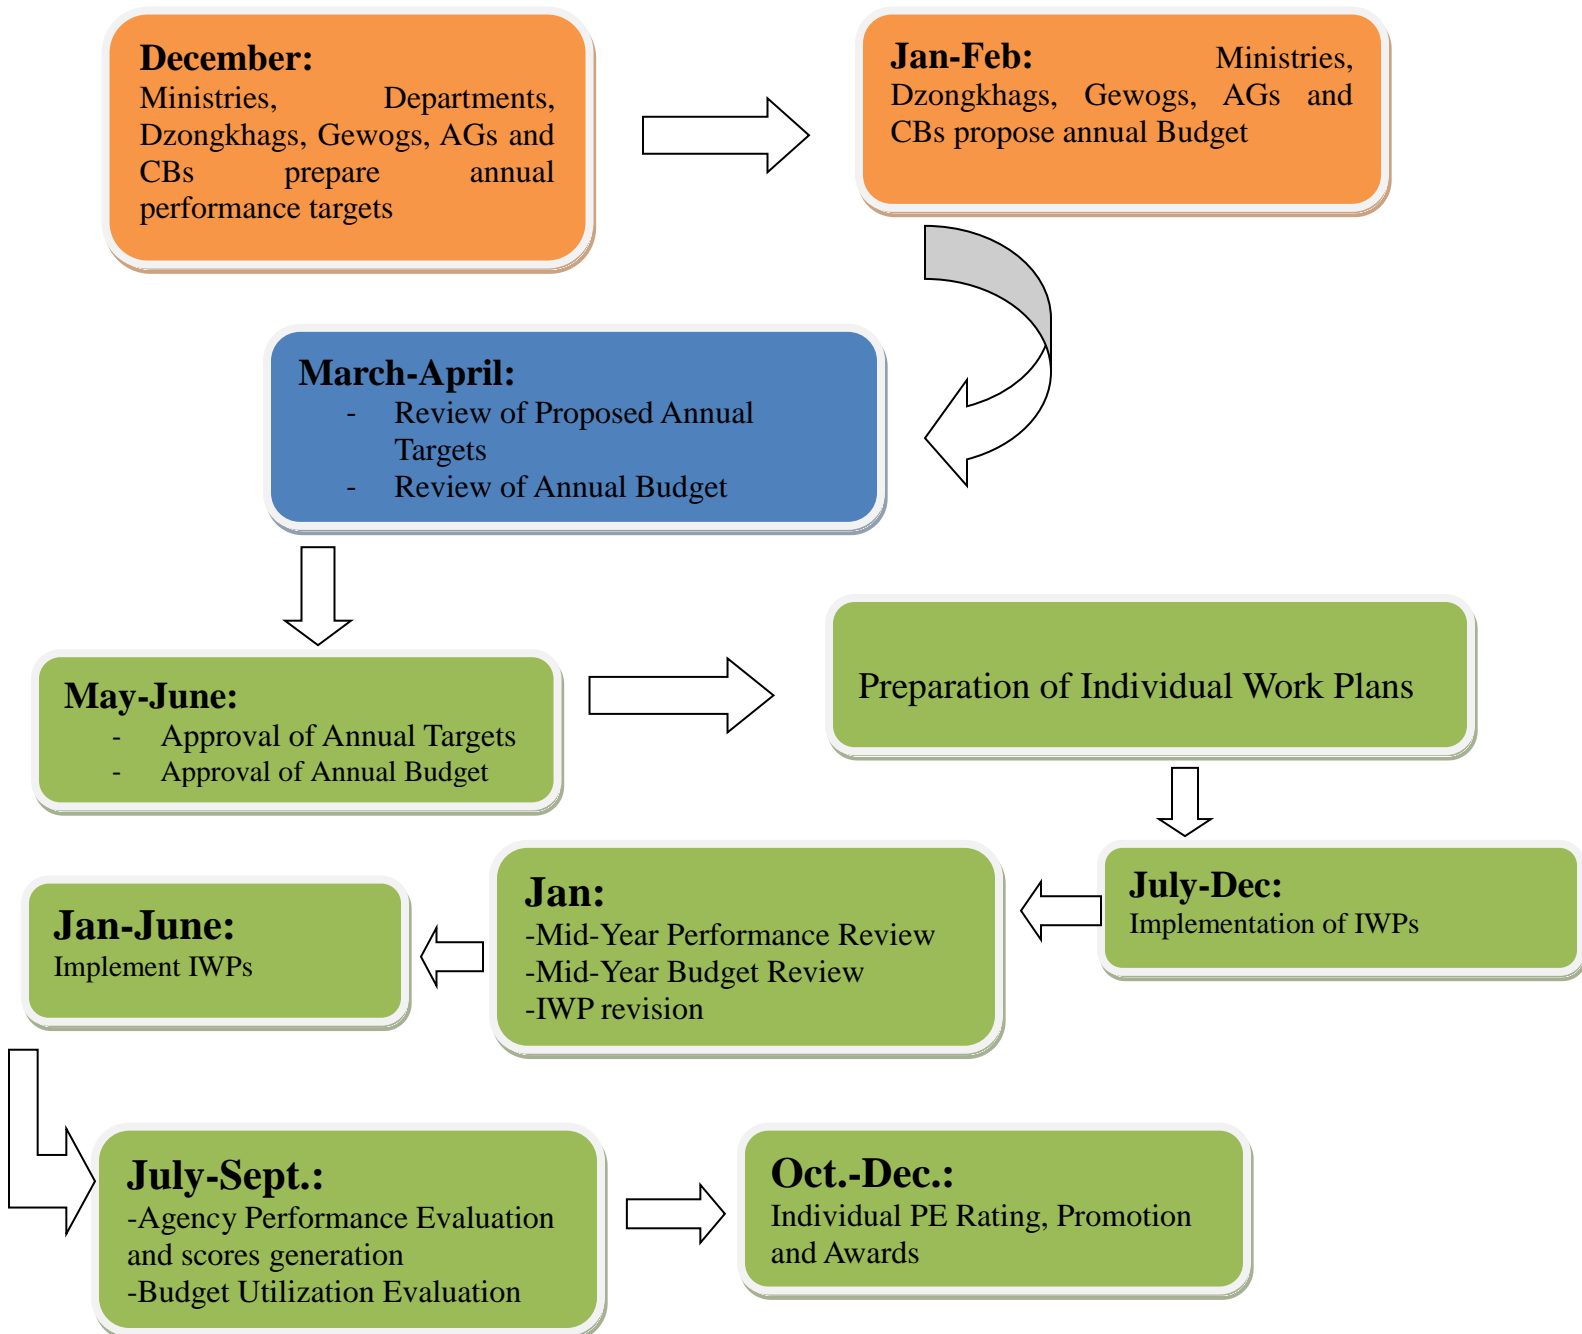 December:
Ministries, Departments,
Dzongkhags, Gewogs, AGs and
CBs prepare annual
performance targets
Jan-Feb: Ministries,
Dzongkhags, Gewogs, AGs and
CBs propose annual Budget
March-April:
- Review of Proposed Annual
Targets
- Review of Annual Budget
May-June:
- Approval of Annual Targets
- Approval of Annual Budget
Preparation of Individual Work Plans
July-Dec:
Implementation of IWPs
Jan:
-Mid-Year Performance Review
-Mid-Year Budget Review
-IWP revision
Jan-June:
Implement IWPs
July-Sept.:
-Agency Performance Evaluation
and scores generation
-Budget Utilization Evaluation
Oct.-Dec.:
Individual PE Rating, Promotion
and Awards